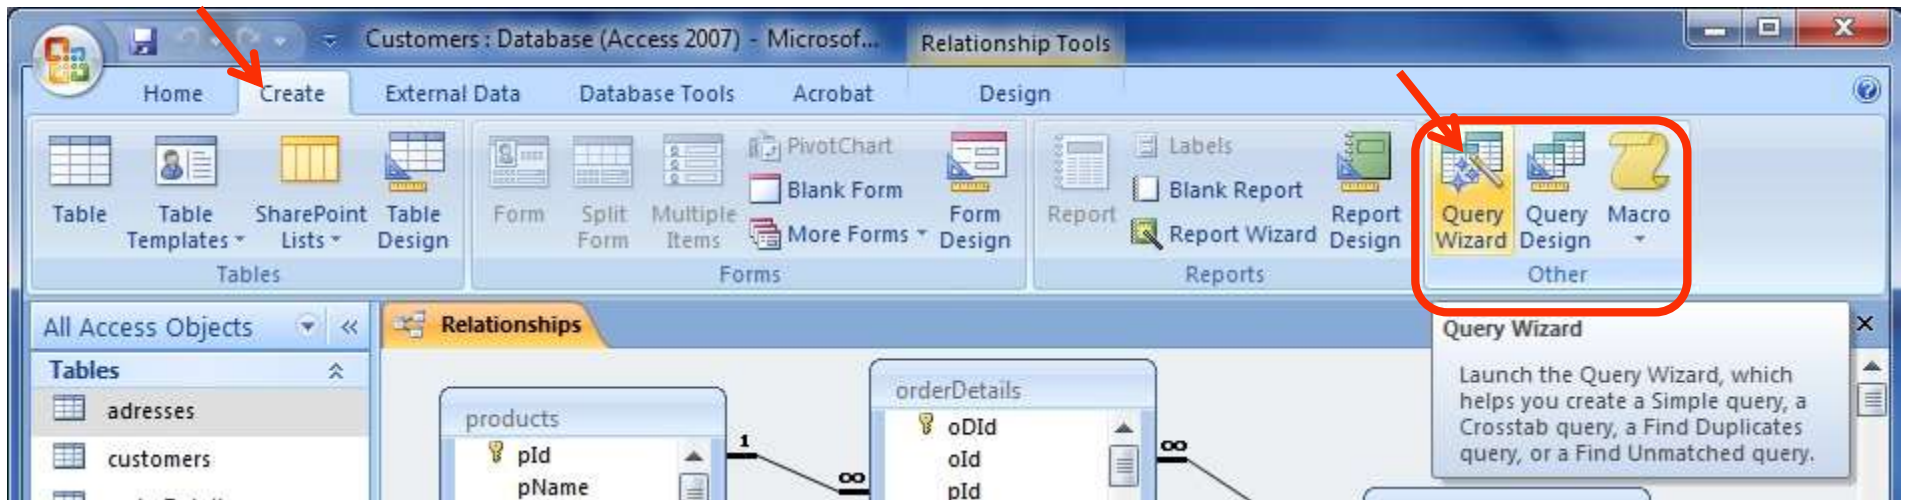 Customers : Database (Access 2007) - Microsof...
Relationship Tools
Home Create External Data Database Tools Acrobat Design
Table
Table
Templates
SharePoint
Lists
Table
Design
Tables
Form
Split
Form
Multiple
Items
PivotChart
Blank Form
More Forms
Form
Design
Forms
Report
Labels
Blank Report
Report Wizard
Report
Design
Reports
Query
Wizard
Query
Design
Macro
Other
All Access Objects
Relationships
Query Wizard
Launch the Query Wizard, which
helps you create a Simple query, a
Crosstab query, a Find Duplicates
query, or a Find Unmatched query.
Tables
adresses
customers
products
pId
pName
1
∞
orderDetails
oDId
oId
pId
∞